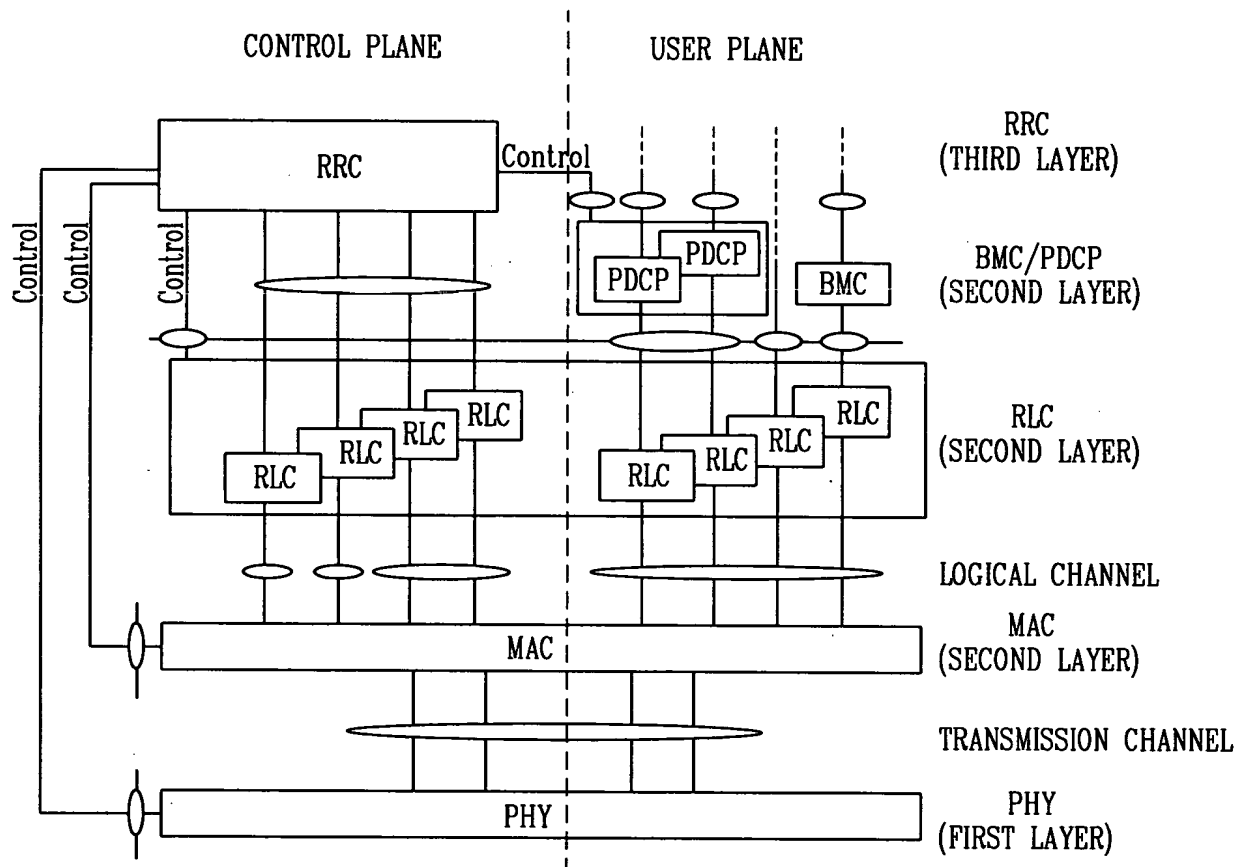 CONTROL PLANE
USER PLANE
RRC
Control
RRC
(THIRD LAYER)
Control
Control
Control
PDCP
PDCP
BMC
BMC/PDCP
(SECOND LAYER)
RLC
RLC
RLC
RLC
RLC
RLC
RLC
RLC
RLC
(SECOND LAYER)
LOGICAL CHANNEL
MAC
MAC
(SECOND LAYER)
TRANSMISSION CHANNEL
PHY
PHY
(FIRST LAYER)